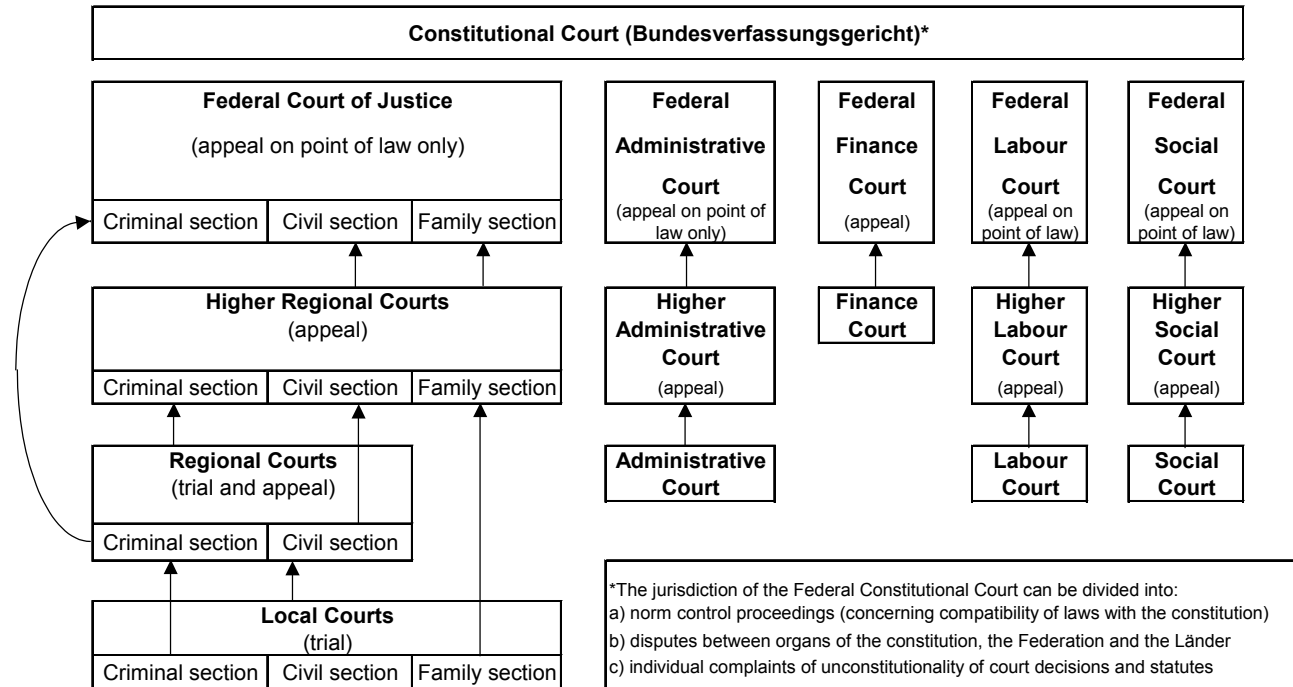 Constitutional Court (Bundesverfassungsgericht)*
Federal Court of Justice
(appeal on point of law only)
Criminal section
Civil section
Family section
Federal
Administrative
Court
(appeal on point of
law only)
Federal
Finance
Court
(appeal)
Federal
Labour
Court
(appeal on
point of law)
Federal
Social
Court
(appeal on
point of law)
Higher Regional Courts
(appeal)
Criminal section
Civil section
Family section
Higher
Administrative
Court
(appeal)
Finance
Court
Higher
Labour
Court
(appeal)
Higher
Social
Court
(appeal)
Regional Courts
(trial and appeal)
Criminal section
Civil section
Administrative
Court
Labour
Court
Social
Court
Local Courts
(trial)
Criminal section
Civil section
Family section
*The jurisdiction of the Federal Constitutional Court can be divided into:
a) norm control proceedings (concerning compatibility of laws with the constitution)
b) disputes between organs of the constitution, the Federation and the Länder
c) individual complaints of unconstitutionality of court decisions and statutes